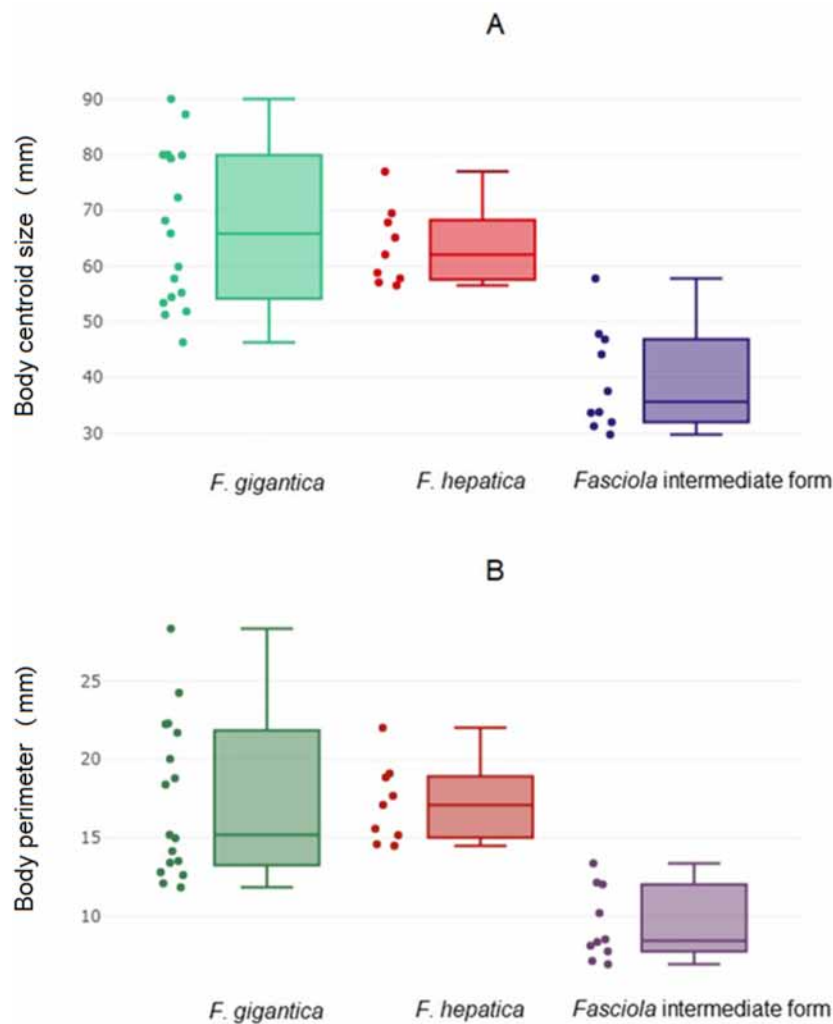 A
Body centroid size (mm)
90
80
70
60
50
40
30
F. gigantica F. hepatica Fasciola intermediate form
B
Body perimeter (mm)
25
20
15
10
F. gigantica F. hepatica Fasciola intermediate form